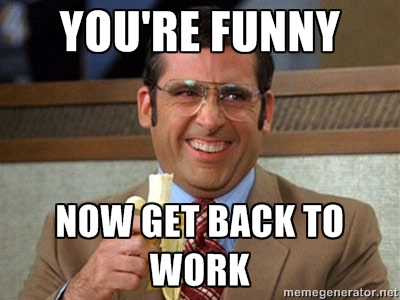 YOU'RE FUNNY
NOW GET BACK TO
WORK
memegenerator.net